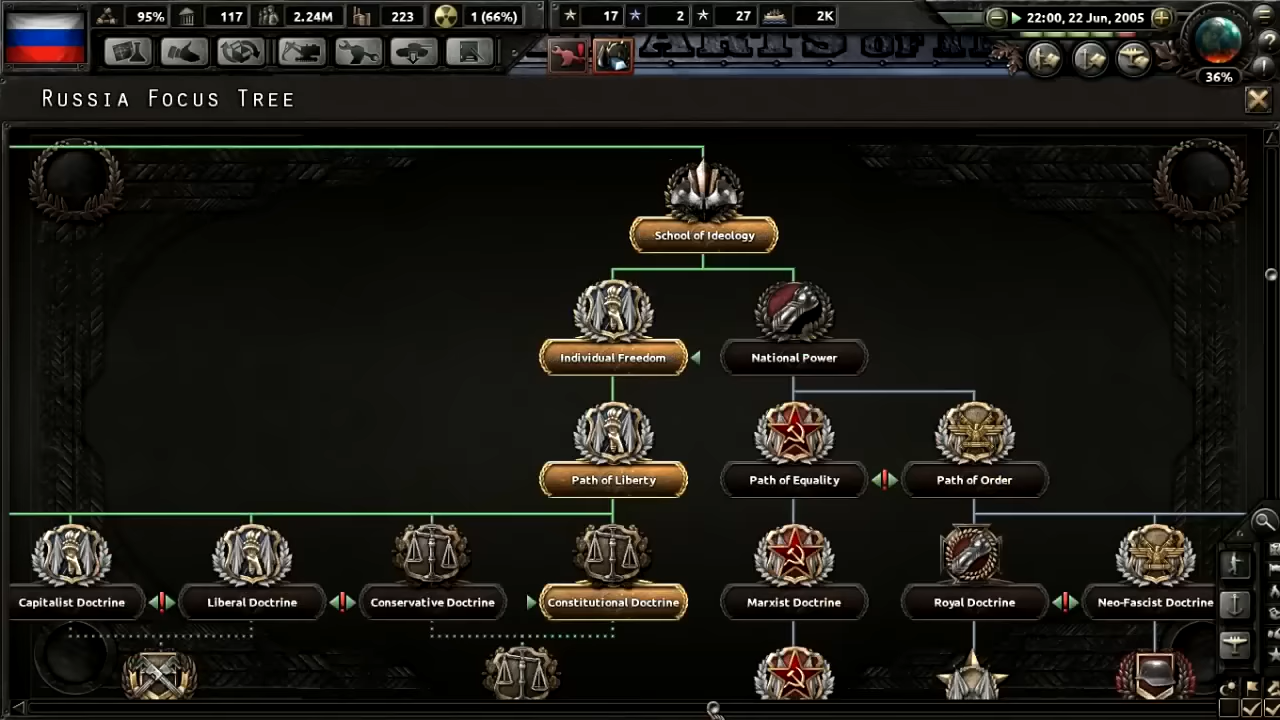 95% 117 2.24M 223 1 (66%) 17 2 27 2K 22:00, 22 Jun, 2005
36%
RUSSIA FOCUS TREE
School of Ideology
Individual Freedom National Power
Path of Liberty Path of Equality Path of Order
Capitalist Doctrine Liberal Doctrine Conservative Doctrine Constitutional Doctrine Marxist Doctrine Royal Doctrine Neo-Fascist Doctrine